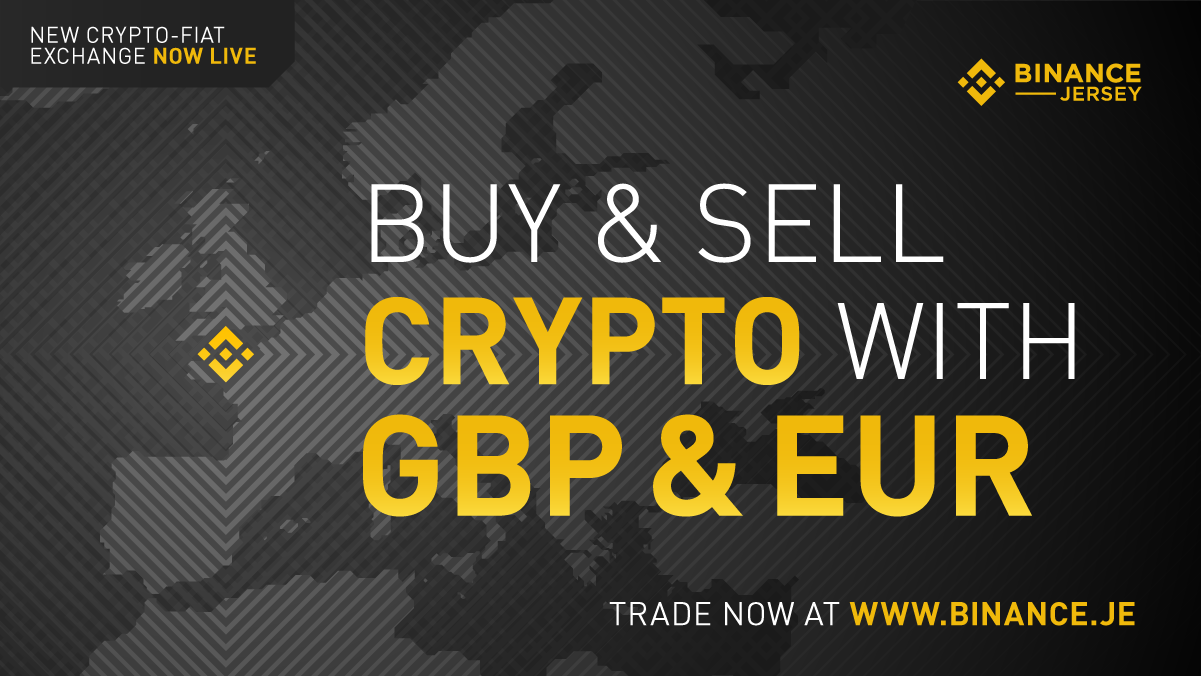 NEW CRYPTO-FIAT
EXCHANGE NOW LIVE
BINANCE
JERSEY
BUY & SELL
CRYPTO WITH
GBP & EUR
TRADE NOW AT WWW.BINANCE.JE